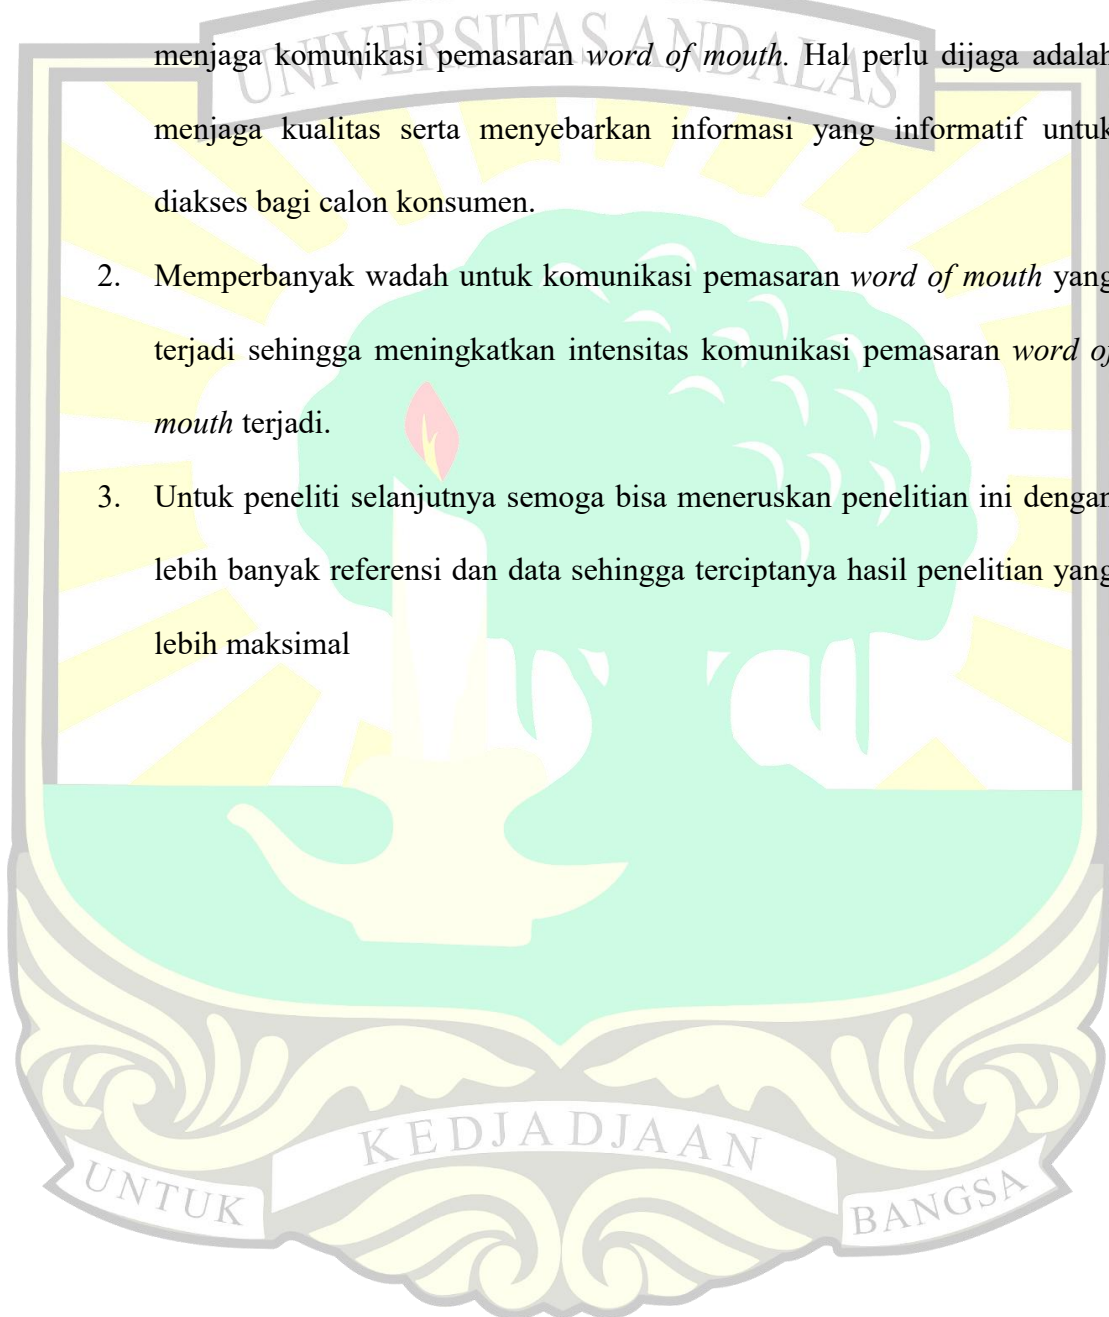 UNIVERSITAS ANDALAS
menjaga komunikasi pemasaran word of mouth. Hal perlu dijaga adalah
menjaga kualitas serta menyebarkan informasi yang informatif untuk
diakses bagi calon konsumen.
2. Memperbanyak wadah untuk komunikasi pemasaran word of mouth yang
terjadi sehingga meningkatkan intensitas komunikasi pemasaran word of
mouth terjadi.
3. Untuk peneliti selanjutnya semoga bisa meneruskan penelitian ini dengan
lebih banyak referensi dan data sehingga terciptanya hasil penelitian yang
lebih maksimal
UNTUK KEDJADJAAN BANGSA